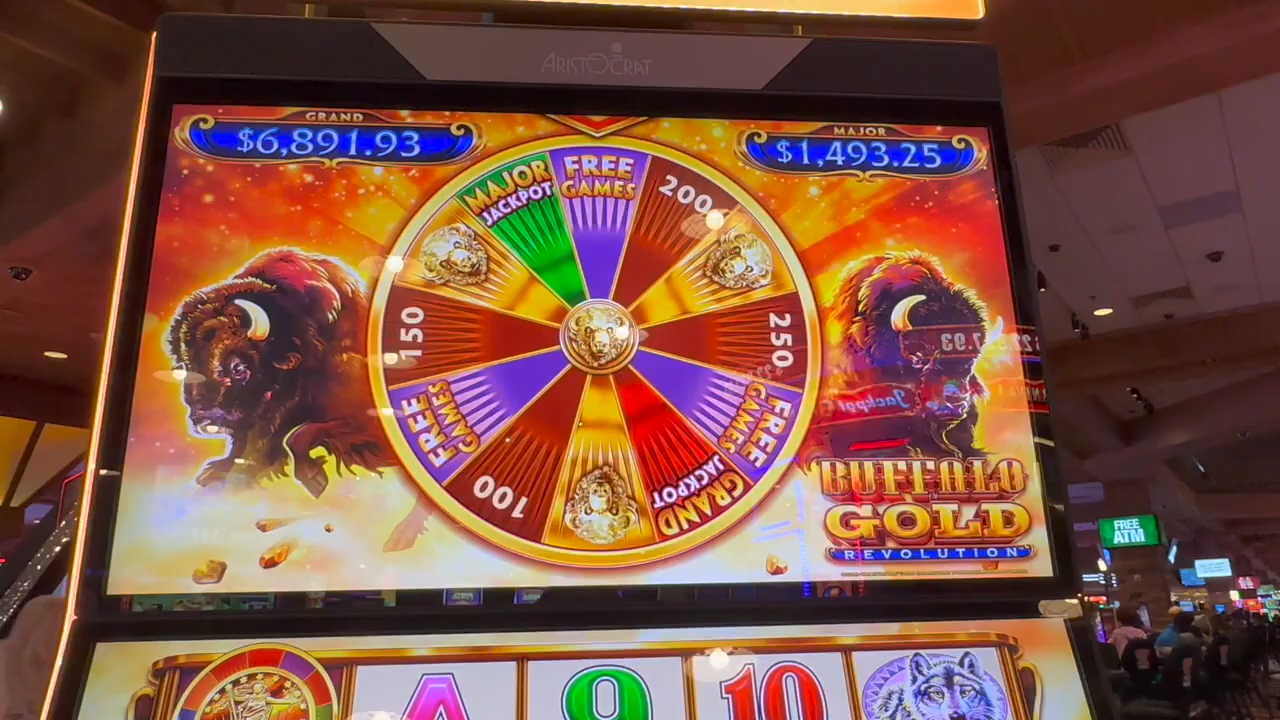 ARISTOCRAT
GRAND
$6,891.93
MAJOR
$1,493.25
MAJOR
JACKPOT
FREE
GAMES
200
250
FREE
GAMES
GRAND
JACKPOT
100
FREE
GAMES
150
BUFFALO
GOLD
REVOLUTION
Jackpot
FREE
ATM
A
9
10